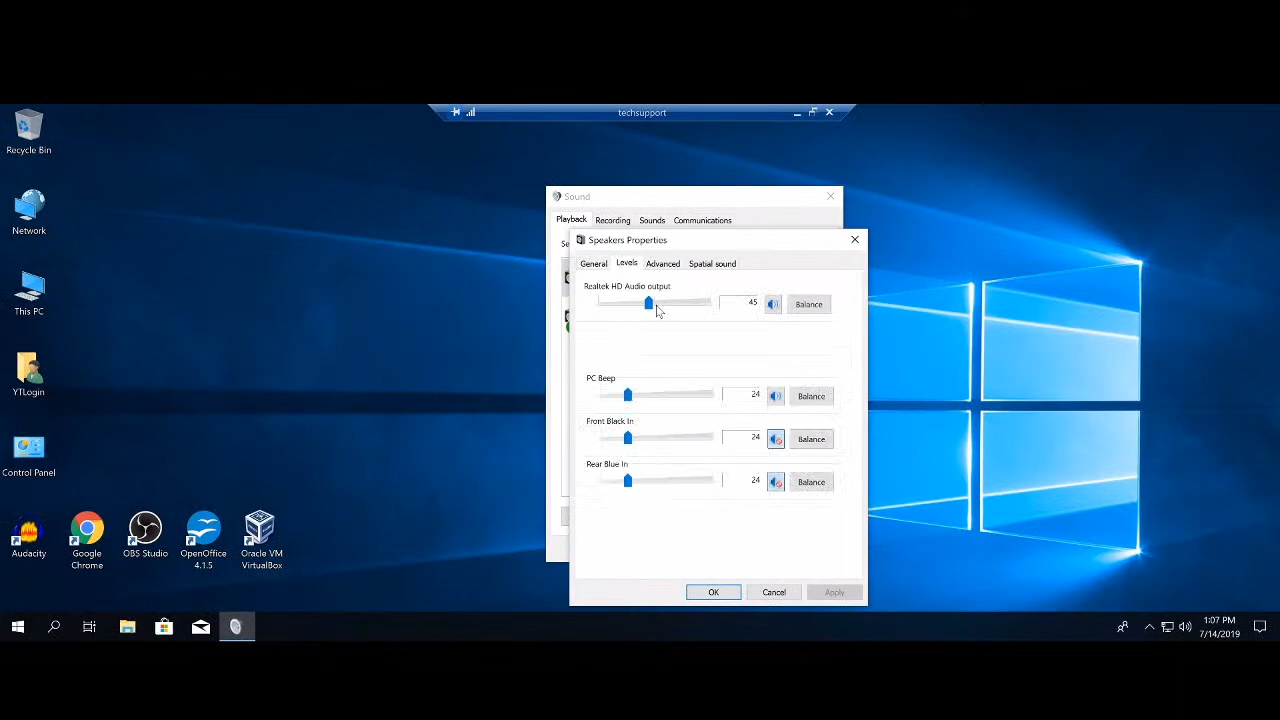 techsupport
Recycle Bin
Network
This PC
YTLogin
Control Panel
Audacity
Google
Chrome
OBS Studio
OpenOffice
4.1.5
Oracle VM
VirtualBox
Sound
Playback
Recording
Sounds
Communications
Se
Speakers Properties
General
Levels
Advanced
Spatial sound
Realtek HD Audio output
45
Balance
PC Beep
24
Balance
Front Black In
24
Balance
Rear Blue In
24
Balance
OK
Cancel
Apply
1:07 PM
7/14/2019